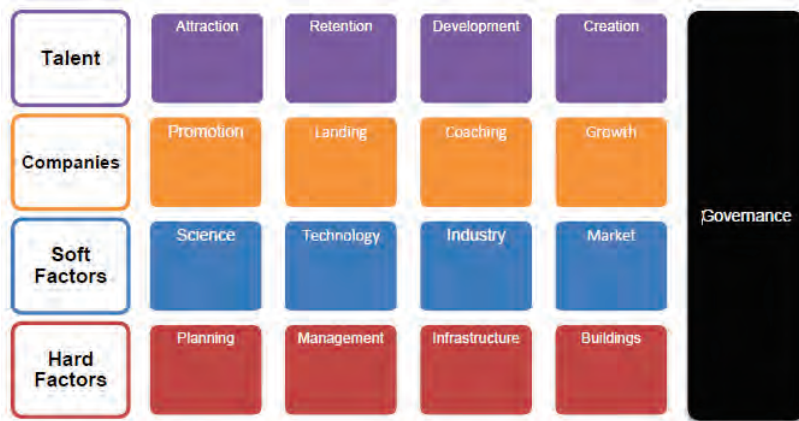 Talent
Attraction
Retention
Development
Creation
Companies
Promotion
Landing
Coaching
Growth
Soft
Factors
Science
Technology
Industry
Market
Hard
Factors
Planning
Management
Infrastructure
Buildings
Governance